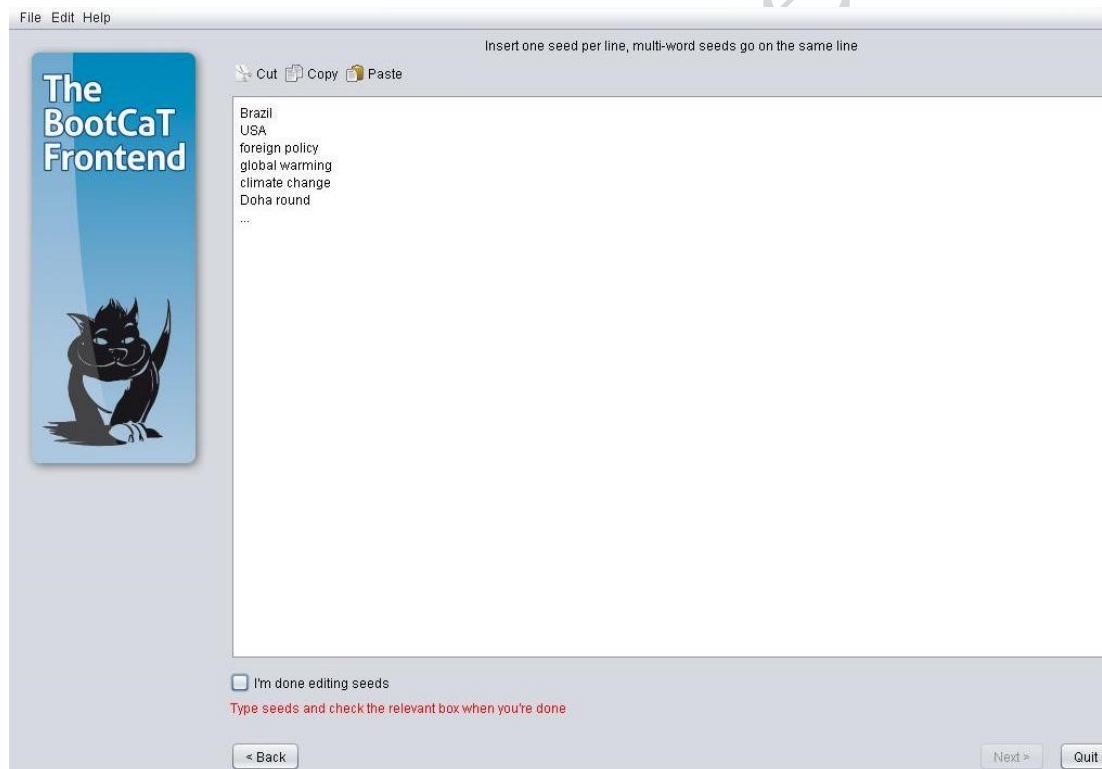 File Edit Help
Insert one seed per line, multi-word seeds go on the same line
Cut Copy Paste
The
BootCaT
Frontend
Brazil
USA
foreign policy
global warming
climate change
Doha round
...
I'm done editing seeds
Type seeds and check the relevant box when you're done
< Back Next > Quit